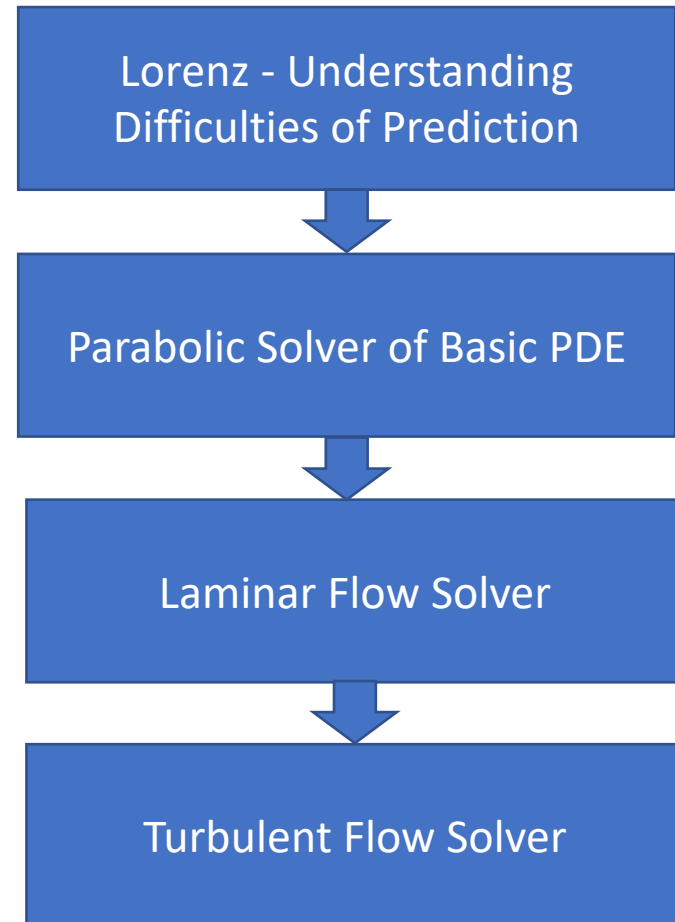 Lorenz - Understanding
Difficulties of Prediction
Parabolic Solver of Basic PDE
Laminar Flow Solver
Turbulent Flow Solver